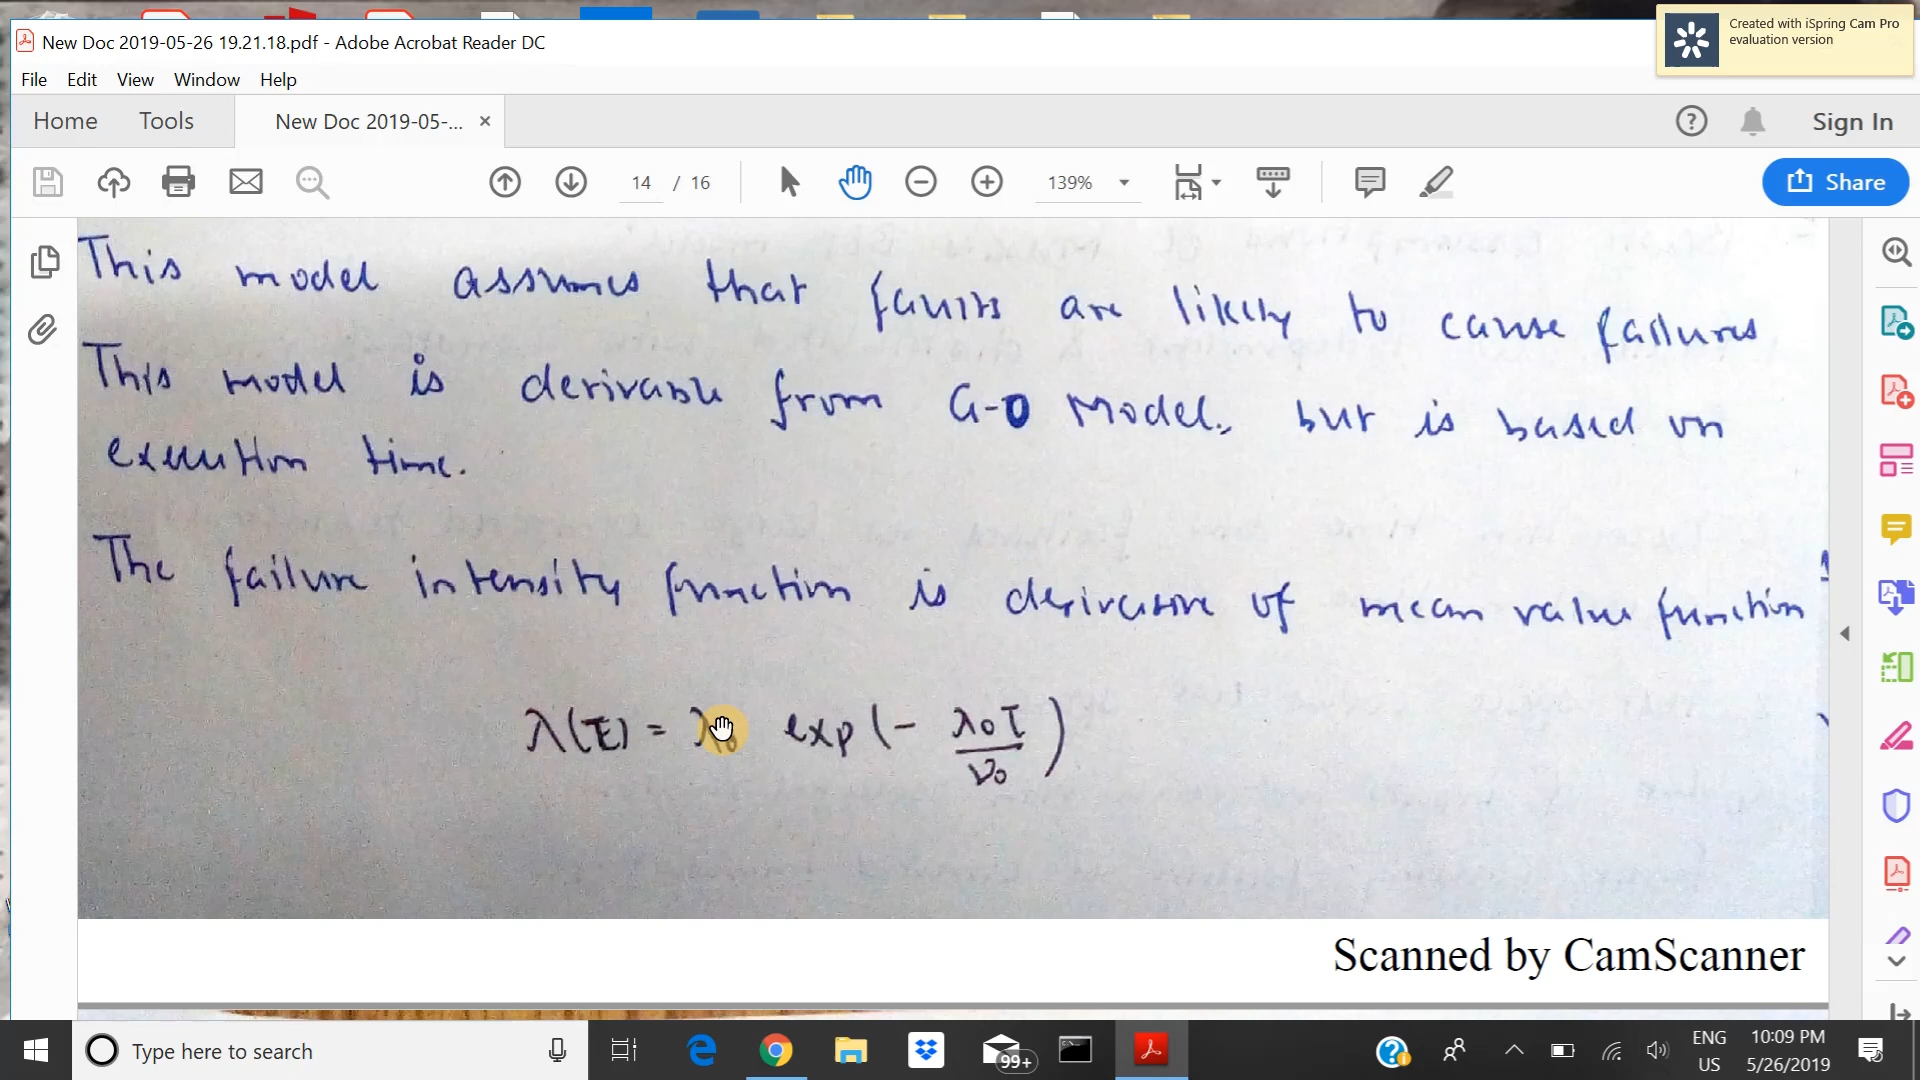 Created with iSpring Cam Pro
evaluation version
New Doc 2019-05-26 19.21.18.pdf - Adobe Acrobat Reader DC
File Edit View Window Help
Home Tools New Doc 2019-05-... × Sign In
14 / 16 139% Share
This model assumes that faults are likely to cause failures
This model is derivable from G-O Model, but is based on
execution time.
The failure intensity function is derivative of mean value function
λ(τ) = λ0 exp(- λ0τ / ν0)
Scanned by CamScanner
Type here to search 99+ ENG 10:09 PM
US 5/26/2019